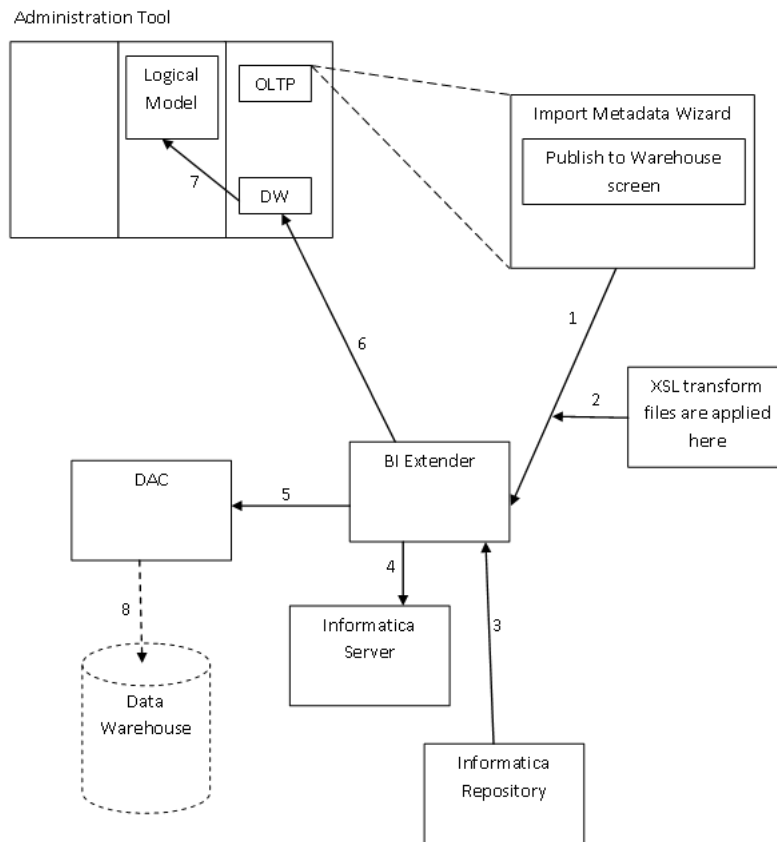 Administration Tool
Logical
Model
OLTP
DW
7
Import Metadata Wizard
Publish to Warehouse
screen
1
6
2
XSL transform
files are applied
here
BI Extender
DAC
5
4
8
3
Informatica
Server
Data
Warehouse
Informatica
Repository